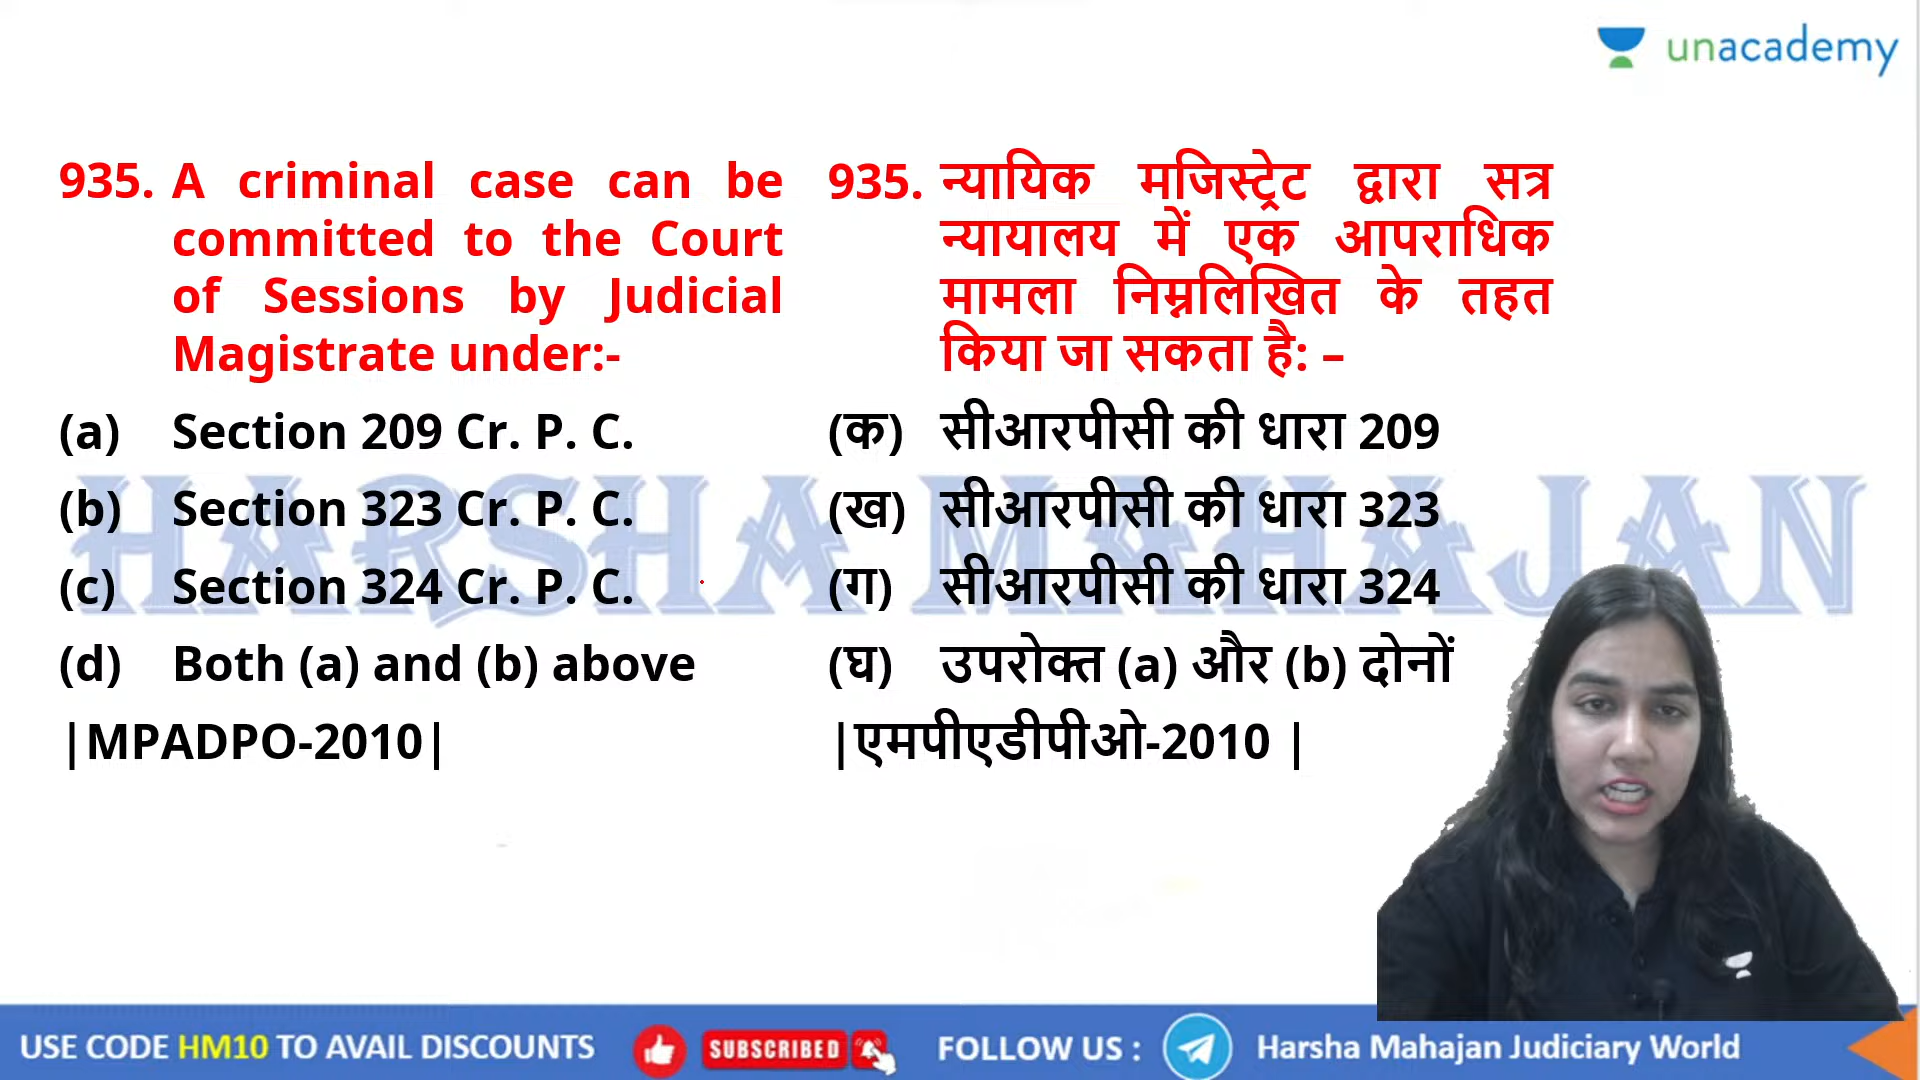 unacademy
935. A criminal case can be
committed to the Court
of Sessions by Judicial
Magistrate under:-
(a) Section 209 Cr. P. C.
(b) Section 323 Cr. P. C.
(c) Section 324 Cr. P. C.
(d) Both (a) and (b) above
|MPADPO-2010|
935. न्यायिक मजिस्ट्रेट द्वारा सत्र
न्यायालय में एक आपराधिक
मामला निम्नलिखित के तहत
किया जा सकता है: –
(क) सीआरपीसी की धारा 209
(ख) सीआरपीसी की धारा 323
(ग) सीआरपीसी की धारा 324
(घ) उपरोक्त (a) और (b) दोनों
|एमपीएडीपीओ-2010 |
HARSHA MAHAJAN
USE CODE HM10 TO AVAIL DISCOUNTS SUBSCRIBED FOLLOW US : Harsha Mahajan Judiciary World